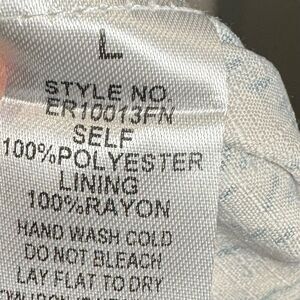 L
STYLE NO.
ER10013FN
SELF
100%POLYESTER
LINING
100%RAYON
HAND WASH COLD
DO NOT BLEACH
LAY FLAT TO DRY